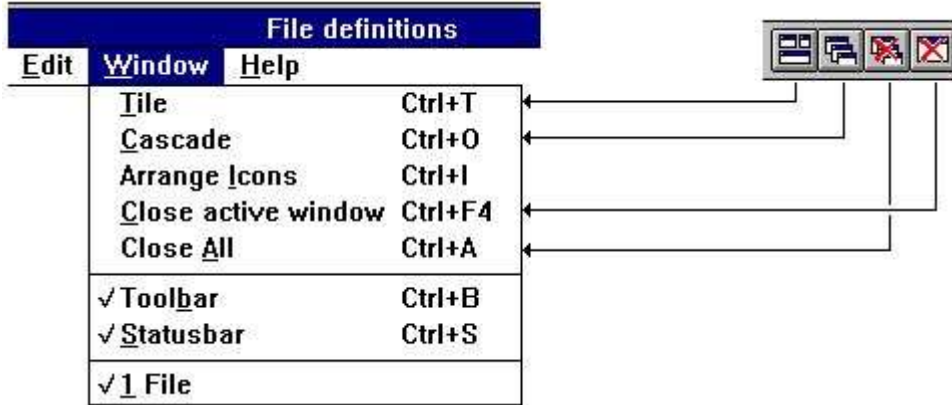 File definitions
Edit Window Help
Tile Ctrl+T
Cascade Ctrl+O
Arrange Icons Ctrl+I
Close active window Ctrl+F4
Close All Ctrl+A
√ Toolbar Ctrl+B
√ Statusbar Ctrl+S
√ 1 File